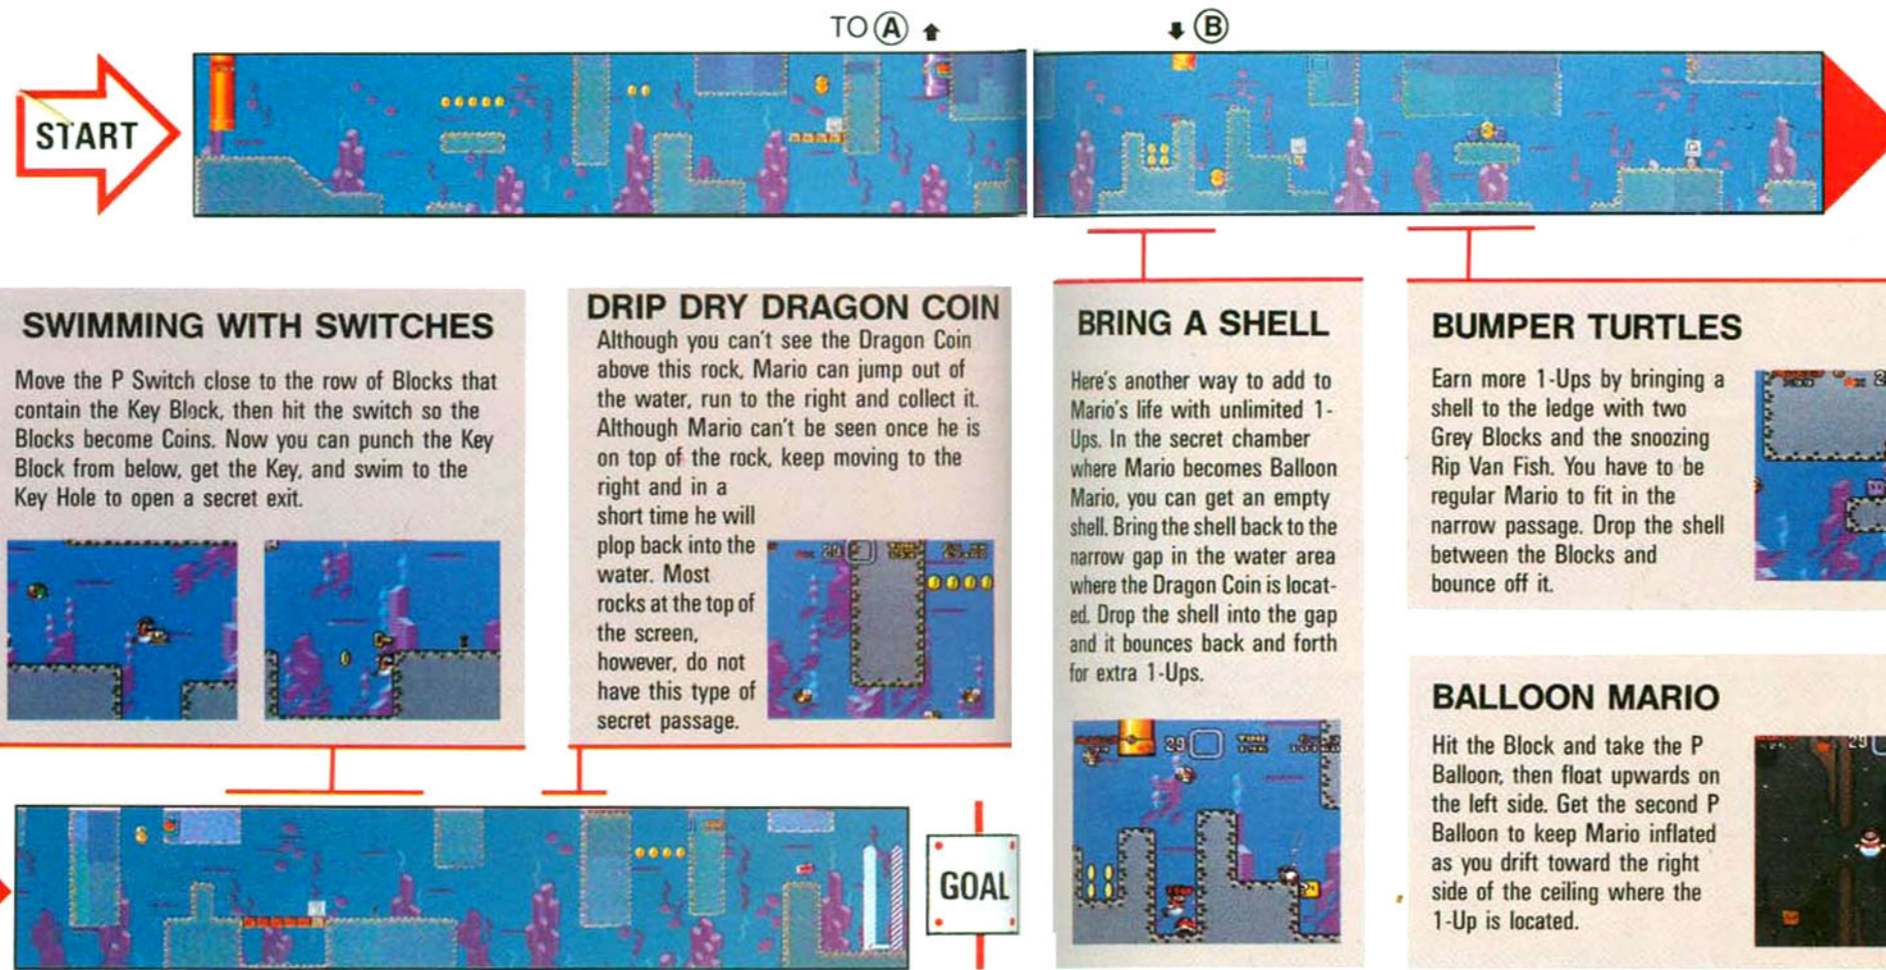 TO A
B
START
SWIMMING WITH SWITCHES
Move the P Switch close to the row of Blocks that
contain the Key Block, then hit the switch so the
Blocks become Coins. Now you can punch the Key
Block from below, get the Key, and swim to the
Key Hole to open a secret exit.
DRIP DRY DRAGON COIN
Although you can't see the Dragon Coin
above this rock, Mario can jump out of
the water, run to the right and collect it.
Although Mario can't be seen once he is
on top of the rock, keep moving to the
right and in a
short time he will
plop back into the
water. Most
rocks at the top of
the screen,
however, do not
have this type of
secret passage.
29
BRING A SHELL
Here's another way to add to
Mario's life with unlimited 1-
Ups. In the secret chamber
where Mario becomes Balloon
Mario, you can get an empty
shell. Bring the shell back to the
narrow gap in the water area
where the Dragon Coin is locat-
ed. Drop the shell into the gap
and it bounces back and forth
for extra 1-Ups.
29 TIME
BUMPER TURTLES
Earn more 1-Ups by bringing a
shell to the ledge with two
Grey Blocks and the snoozing
Rip Van Fish. You have to be
regular Mario to fit in the
narrow passage. Drop the shell
between the Blocks and
bounce off it.
BALLOON MARIO
Hit the Block and take the P
Balloon, then float upwards on
the left side. Get the second P
Balloon to keep Mario inflated
as you drift toward the right
side of the ceiling where the
1-Up is located.
29
GOAL